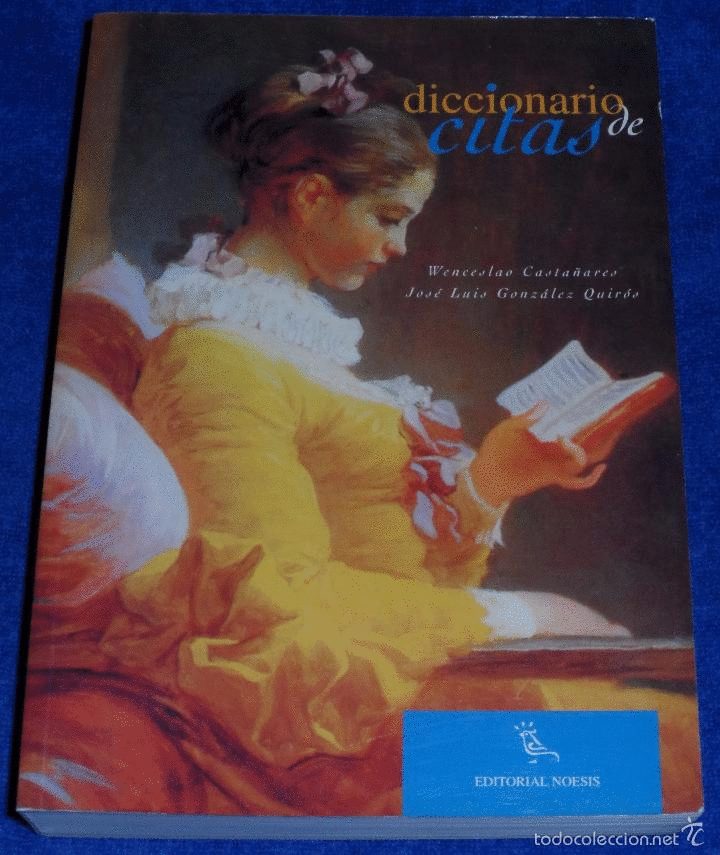 diccionario
de
citas
Wenceslao Castañares
José Luis González Quirós
EDITORIAL NOESIS
todocoleccion.net